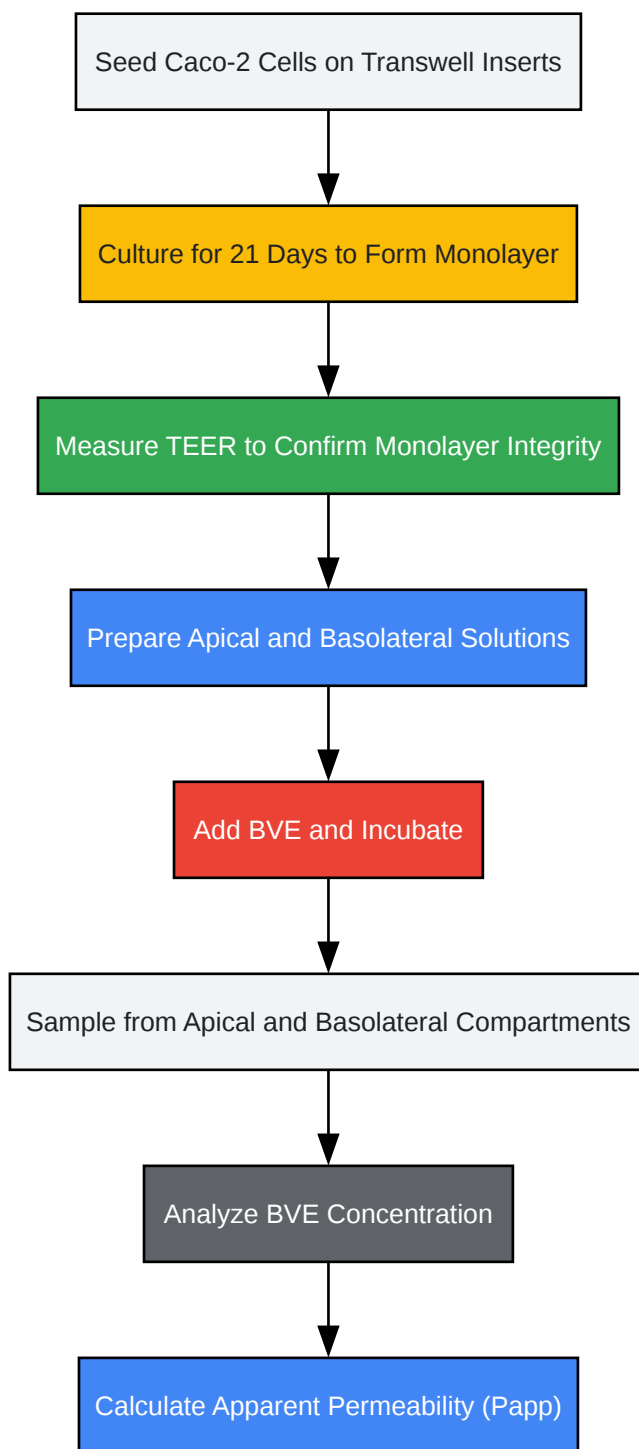 Seed Caco-2 Cells on Transwell Inserts
Culture for 21 Days to Form Monolayer
Measure TEER to Confirm Monolayer Integrity
Prepare Apical and Basolateral Solutions
Add BVE and Incubate
Sample from Apical and Basolateral Compartments
Analyze BVE Concentration
Calculate Apparent Permeability (Papp)